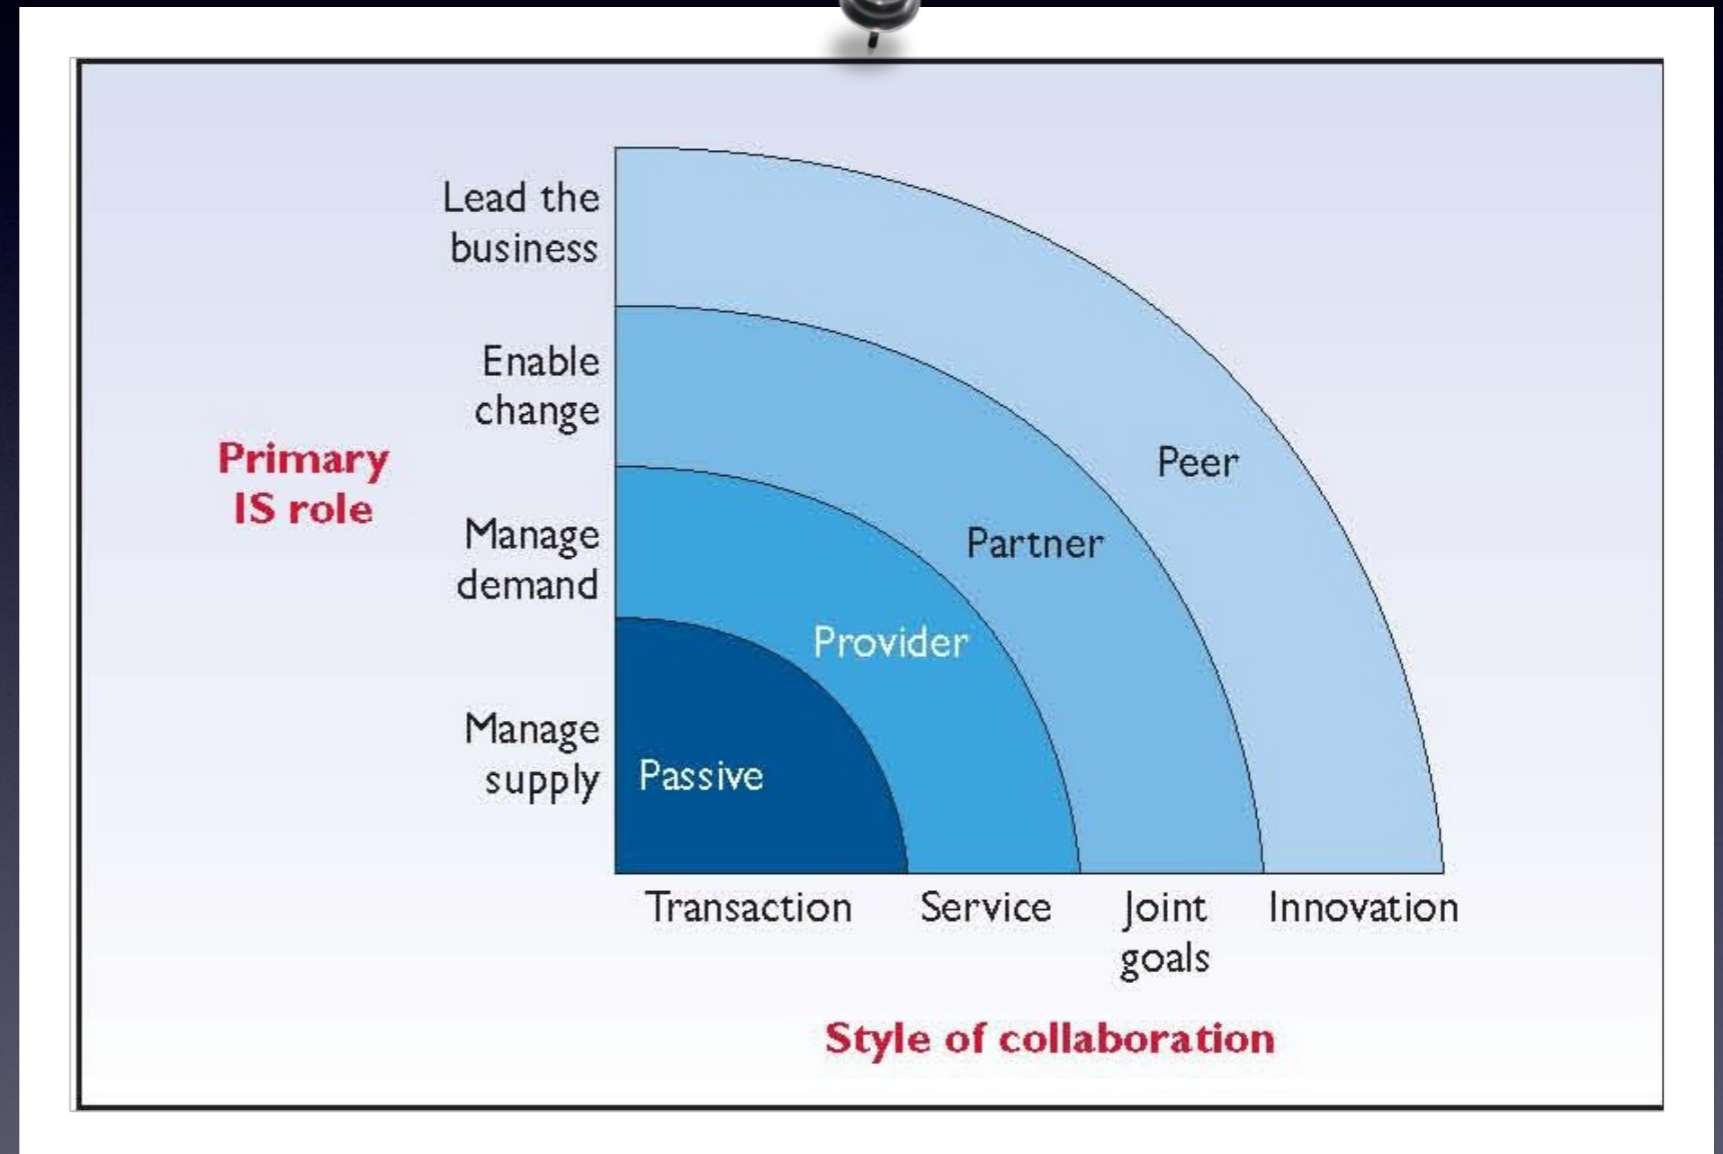 Lead the
business
Enable
change
Primary
IS role
Manage
demand
Manage
supply
Peer
Partner
Provider
Passive
Transaction
Service
Joint
goals
Innovation
Style of collaboration